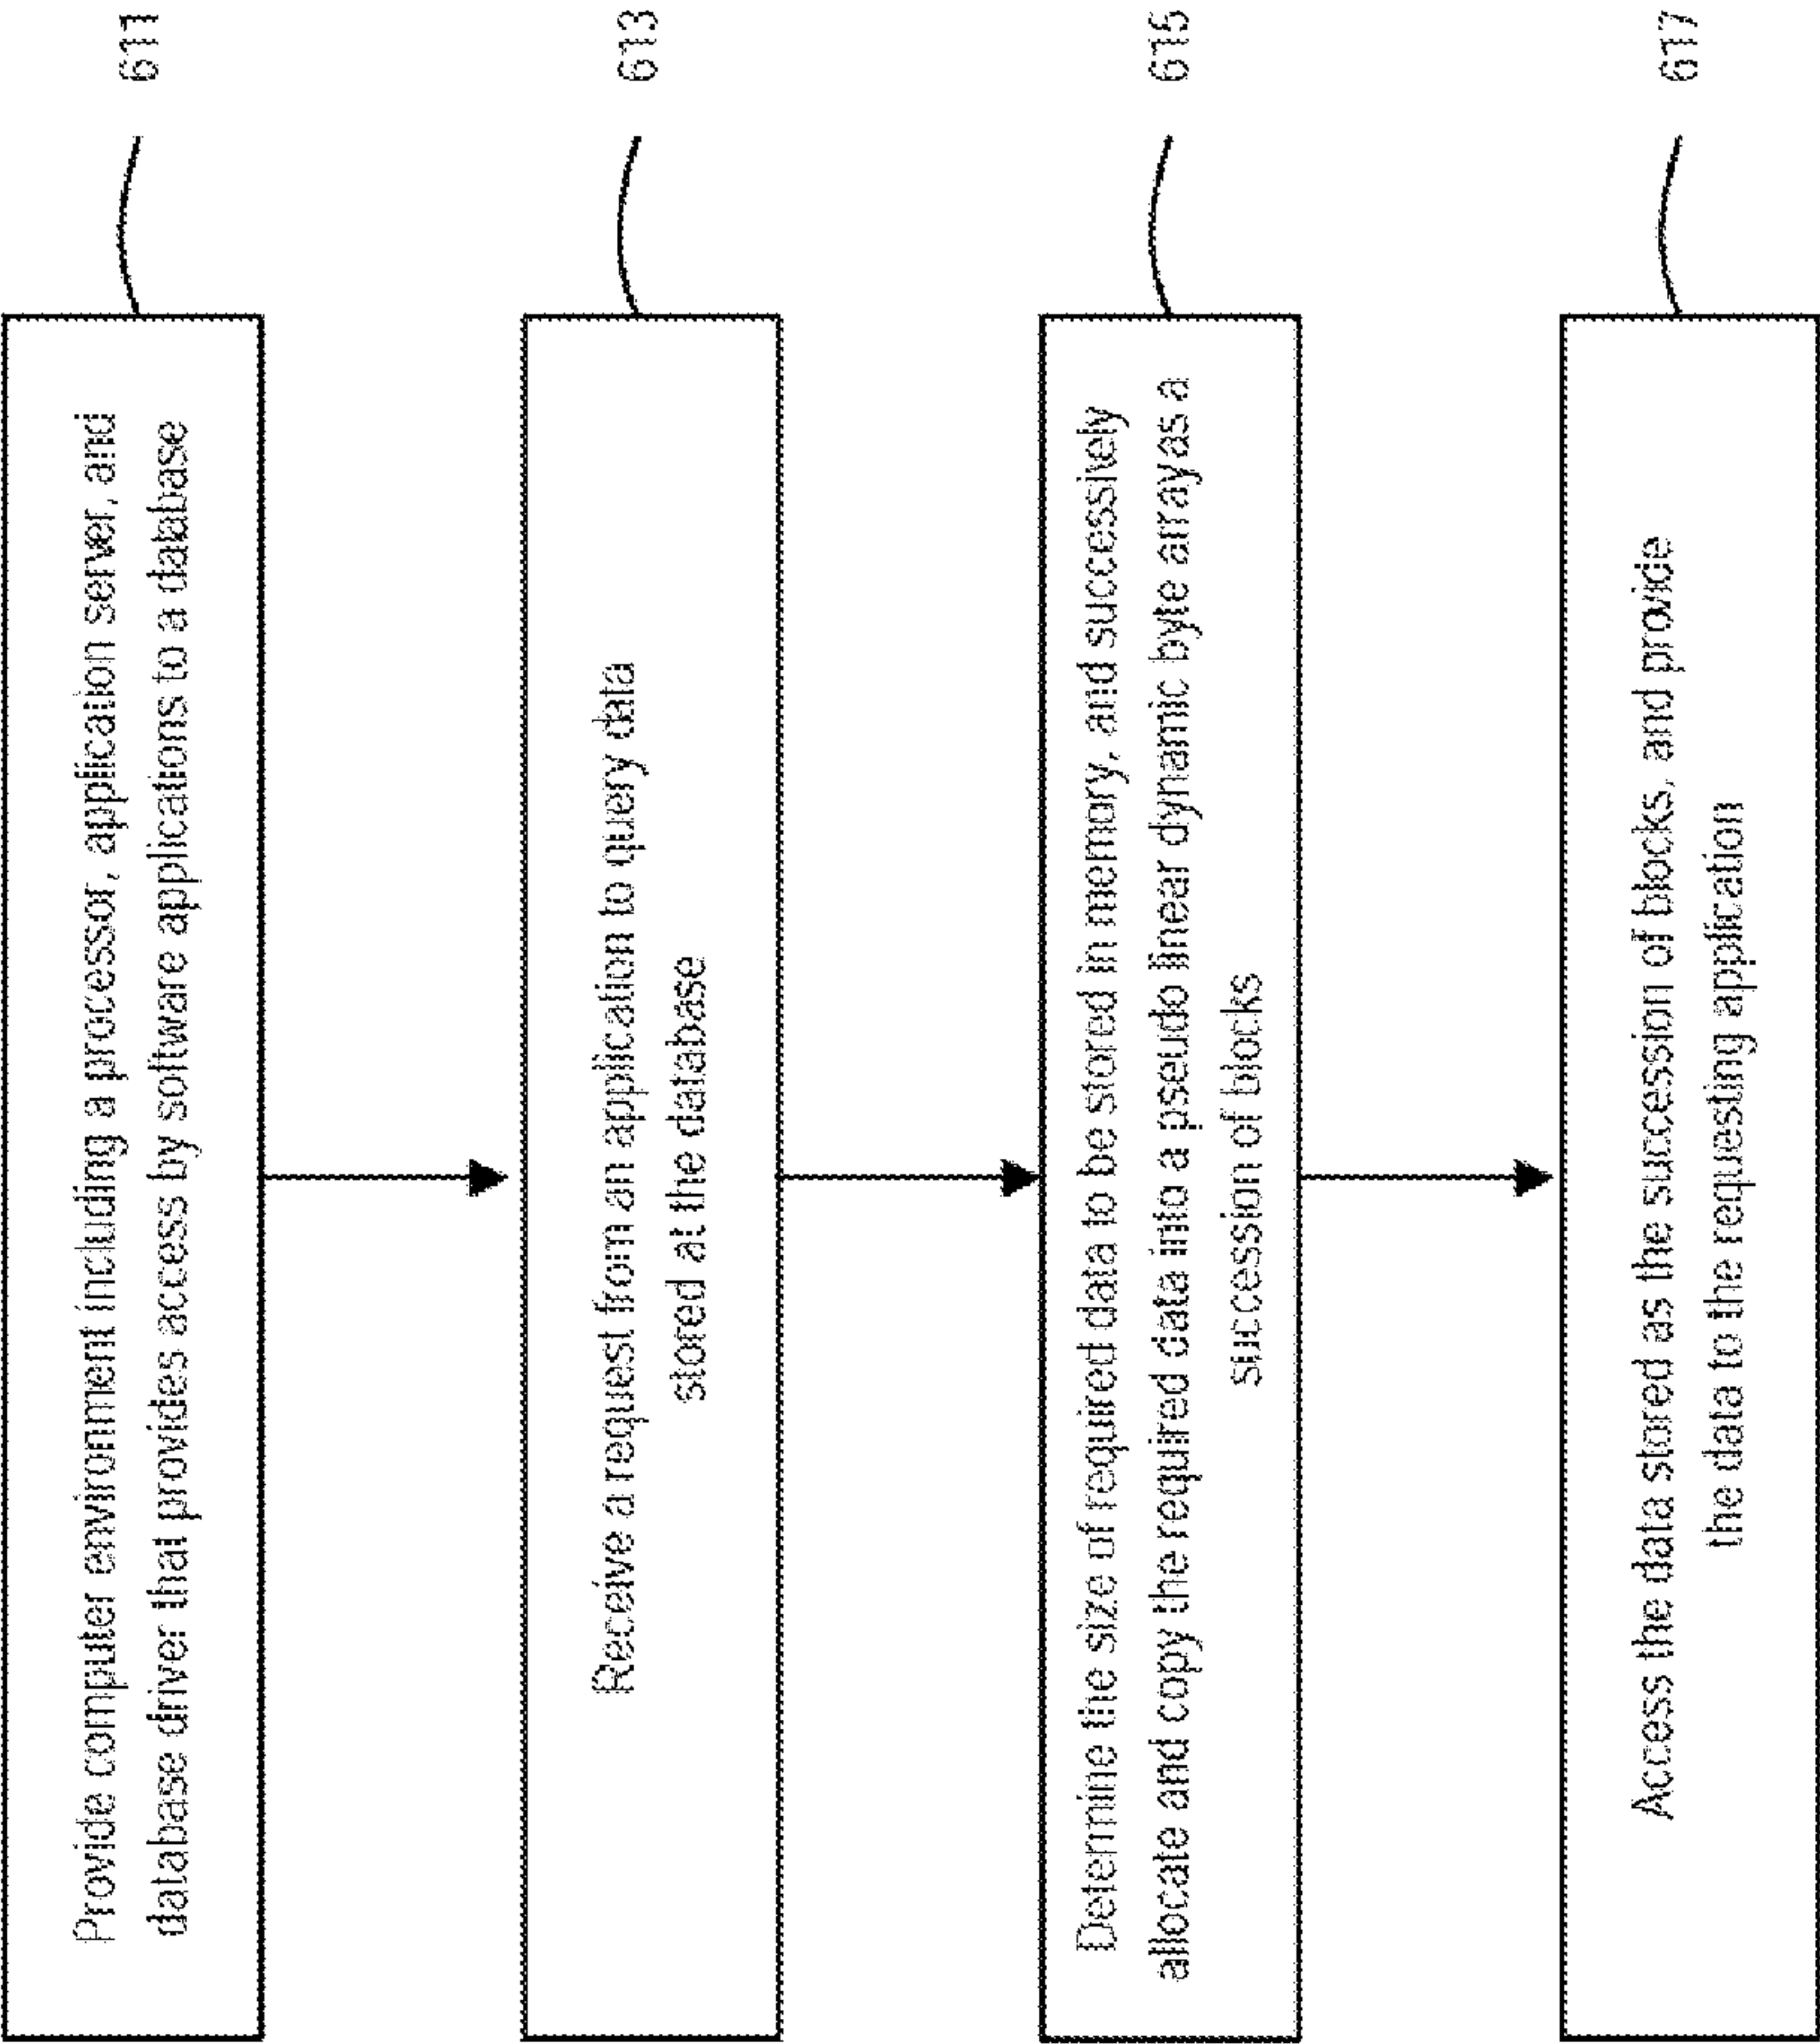 Provide computer environment including a processor, application server, and
database driver that provides access by software applications to a database
611
Receive a request from an application to query data
stored at the database
613
Determine the size of required data to be stored in memory, and successively
allocate and copy the required data into a pseudo linear dynamic byte arrayas a
succession of blocks
615
Access the data stored as the succession of blocks, and provide
the data to the requesting application
617